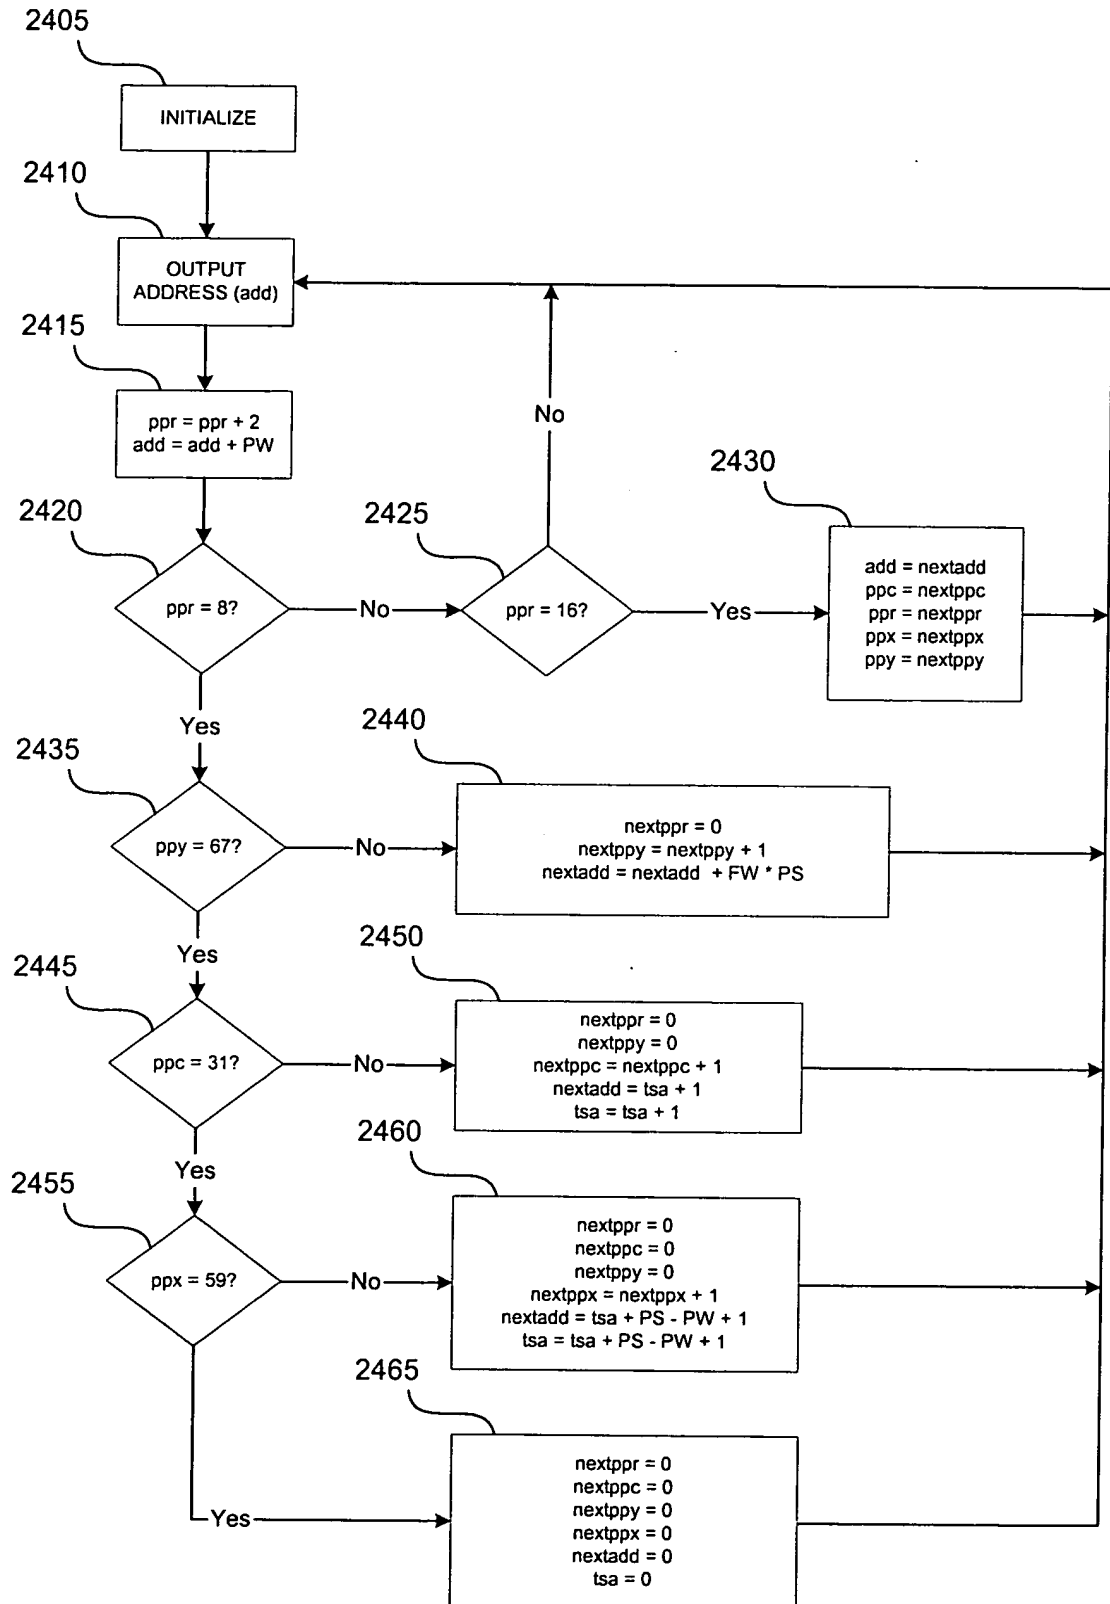 2405
INITIALIZE
2410
OUTPUT
ADDRESS (add)
2415
ppr = ppr + 2
add = add + PW
2420
ppr = 8?
No
2425
ppr = 16?
No
Yes
2430
add = nextadd
ppc = nextppc
ppr = nextppr
ppx = nextppx
ppy = nextppy
Yes
2435
ppy = 67?
No
2440
nextppr = 0
nextppy = nextppy + 1
nextadd = nextadd + FW * PS
Yes
2445
ppc = 31?
No
2450
nextppr = 0
nextppy = 0
nextppc = nextppc + 1
nextadd = tsa + 1
tsa = tsa + 1
Yes
2455
ppx = 59?
No
2460
nextppr = 0
nextppc = 0
nextppy = 0
nextppx = nextppx + 1
nextadd = tsa + PS - PW + 1
tsa = tsa + PS - PW + 1
Yes
2465
nextppr = 0
nextppc = 0
nextppy = 0
nextppx = 0
nextadd = 0
tsa = 0